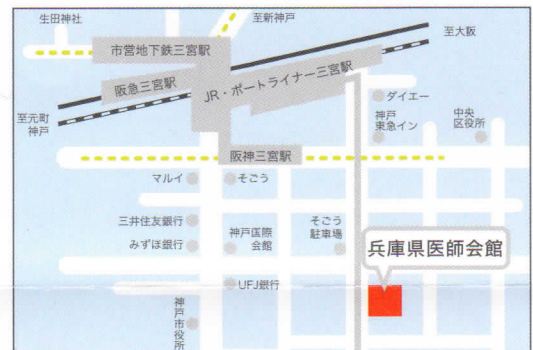 生田神社
至新神戸
至大阪
市営地下鉄三宮駅
阪急三宮駅
JR・ポートライナー三宮駅
至元町
神戸
ダイエー
神戸
東急イン
中央
区役所
阪神三宮駅
マルイ
そごう
三井住友銀行
みずほ銀行
神戸国際
会館
そごう
駐車場
兵庫県医師会館
UFJ銀行
神戸市役所